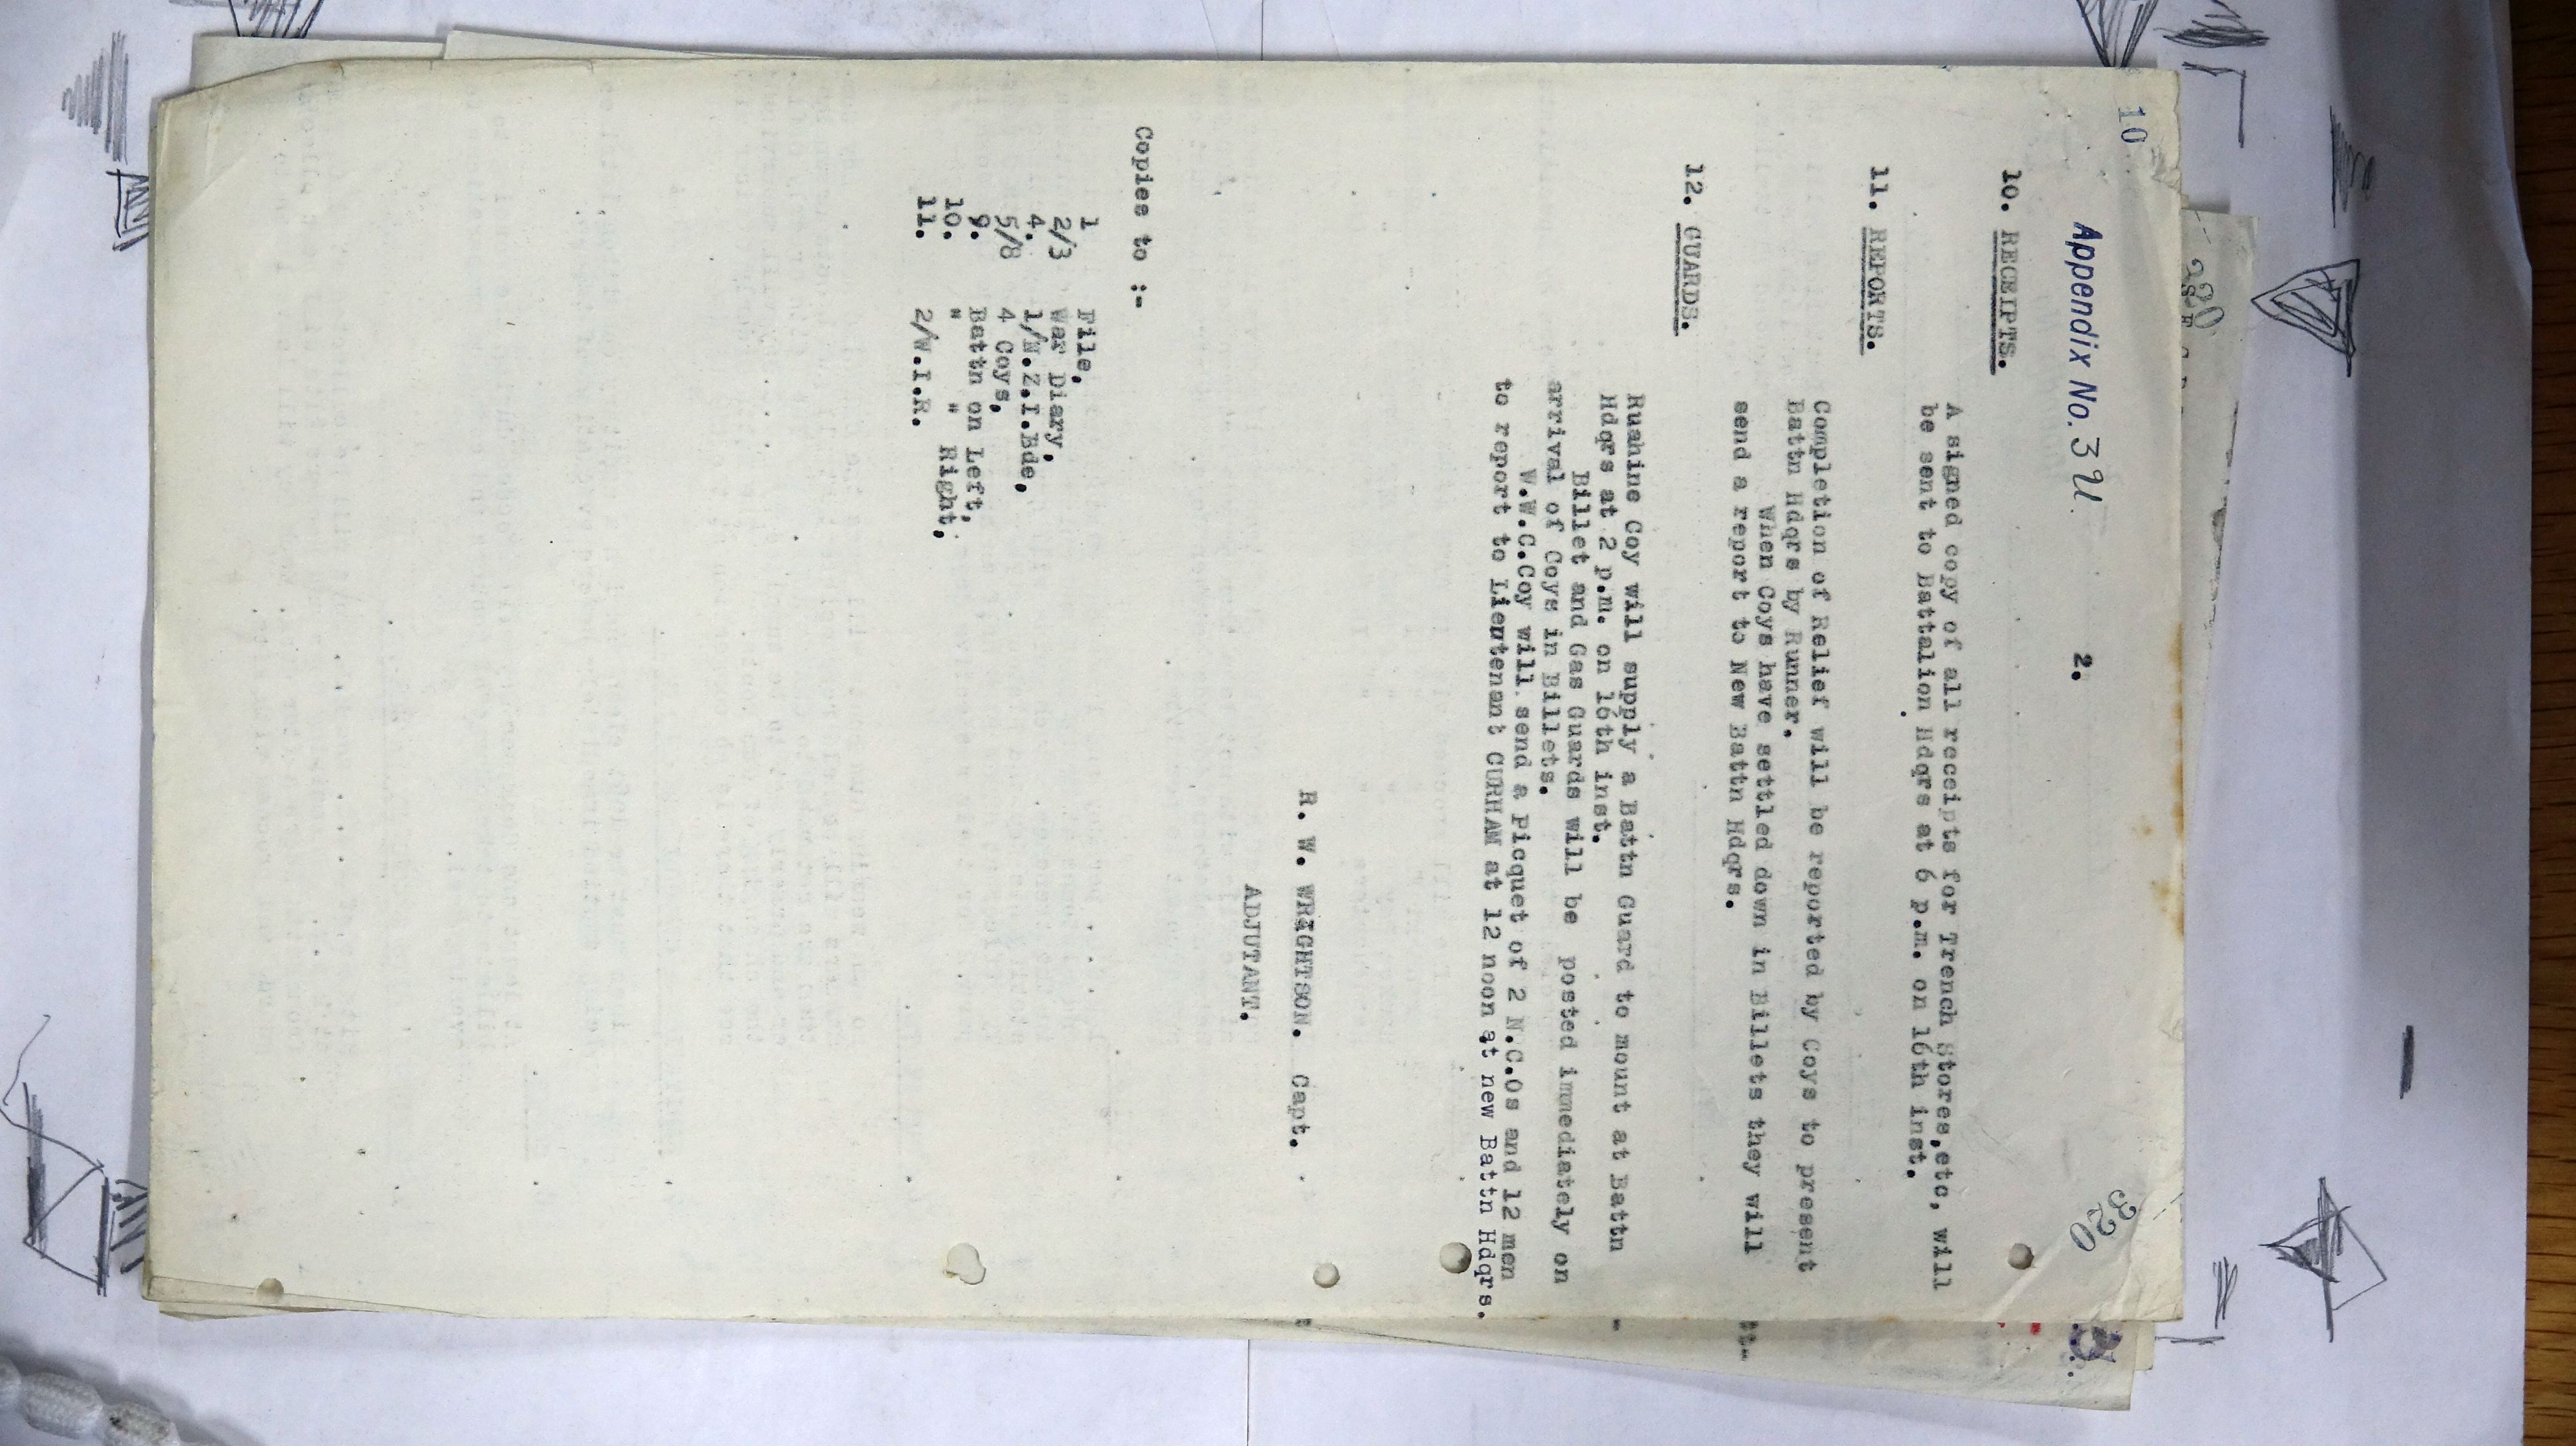 10
Appendix No. 3U.
2.
320
10. RECEIPTS.
A signed copy of all receipts for Trench Stores,etc, will
be sent to Battalion Hdqrs at 6 p.m. on 16th inst.
11. REPORTS.
Completion of Relief will be reported by Coys to present
Battn Hdqrs by Runner.
When Coys have settled down in Billets they will
send a report to New Battn Hdqrs.
12. GUARDS.
Ruahine Coy will supply a Battn Guard to mount at Battn
Hdqrs at 2 p.m. on 16th inst.
Billet and Gas Guards will be posted immediately on
arrival of Coys in Billets.
W.W.C.Coy will send a Picquet of 2 N.C.Os and 12 men
to report to Lieutenant CURHAM at 12 noon at new Battn Hdqrs.
R. W. WRIGHTSON. Capt.
ADJUTANT.
Copies to :-
1 File,
2/3 War Diary,
4. 1/N.Z.I.Bde,
5/8 4 Coys,
9. Battn on Left,
10. " " Right,
11. 2/W.I.R.